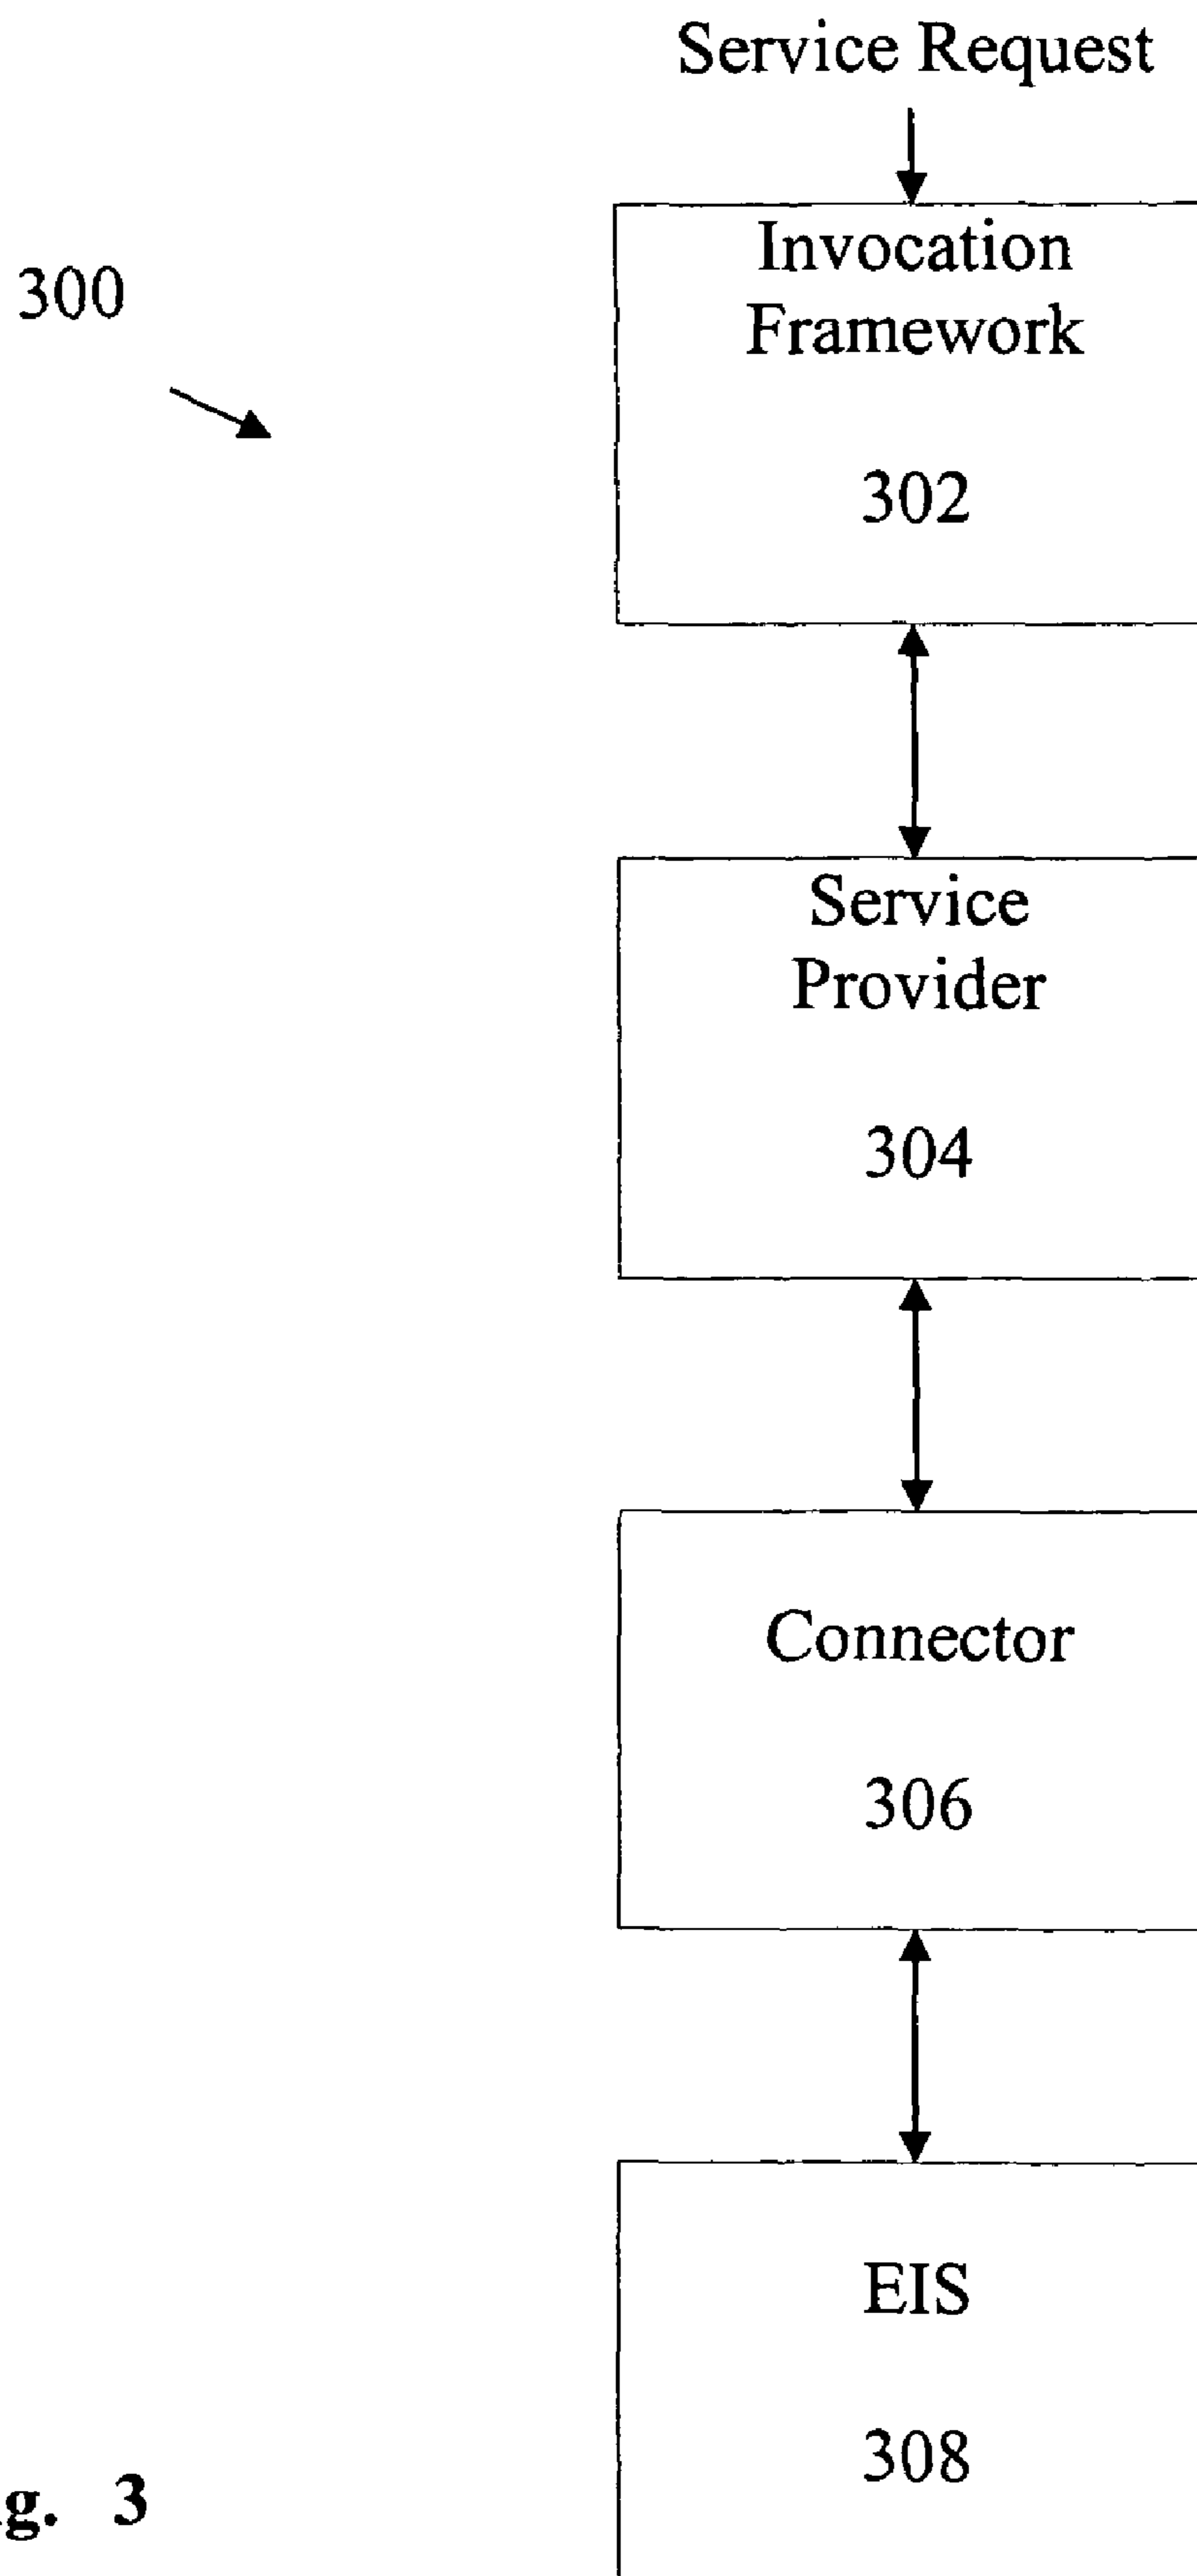 Service Request
300
Invocation
Framework
302
Service
Provider
304
Connector
306
EIS
308
g. 3